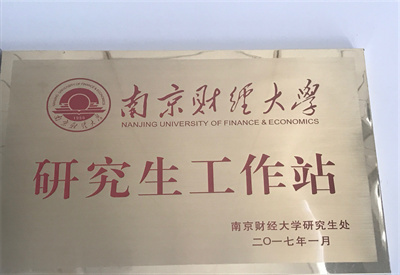 南京财经大学
NANJING UNIVERSITY OF FINANCE & ECONOMICS
研究生工作站
南京财经大学研究生处
二〇一七年一月